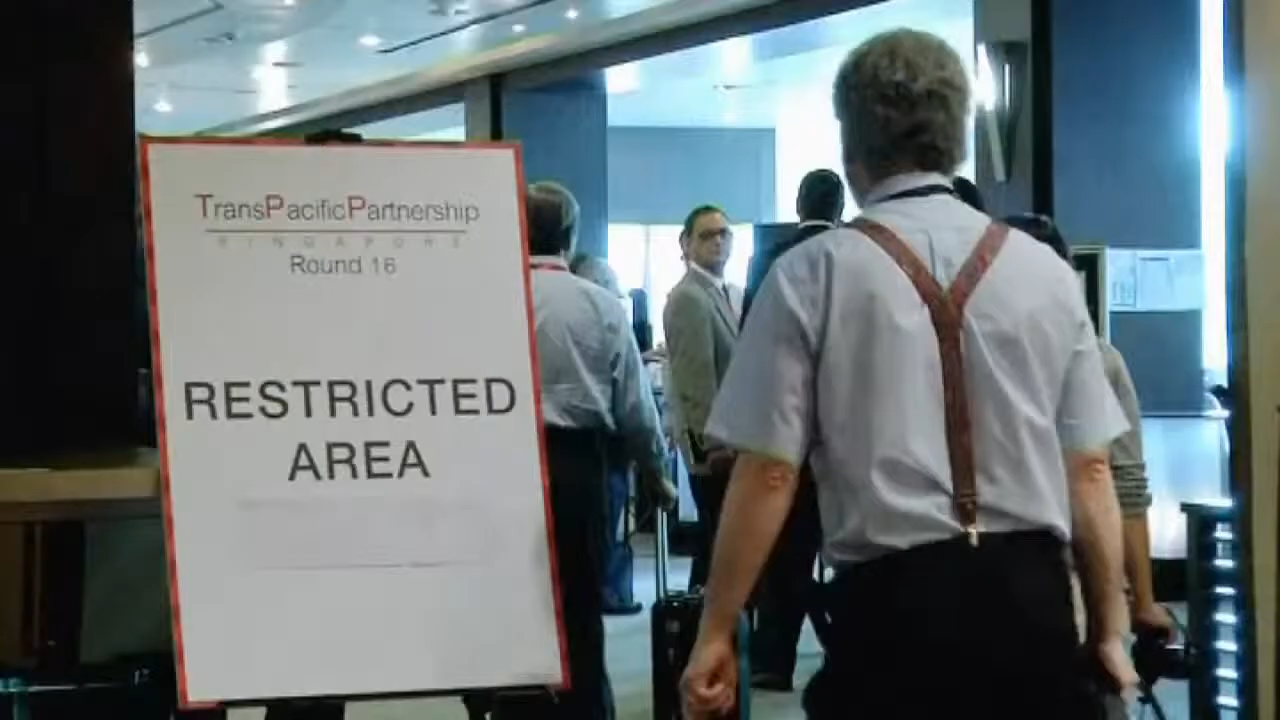 TransPacificPartnership
SINGAPORE
Round 16
RESTRICTED
AREA